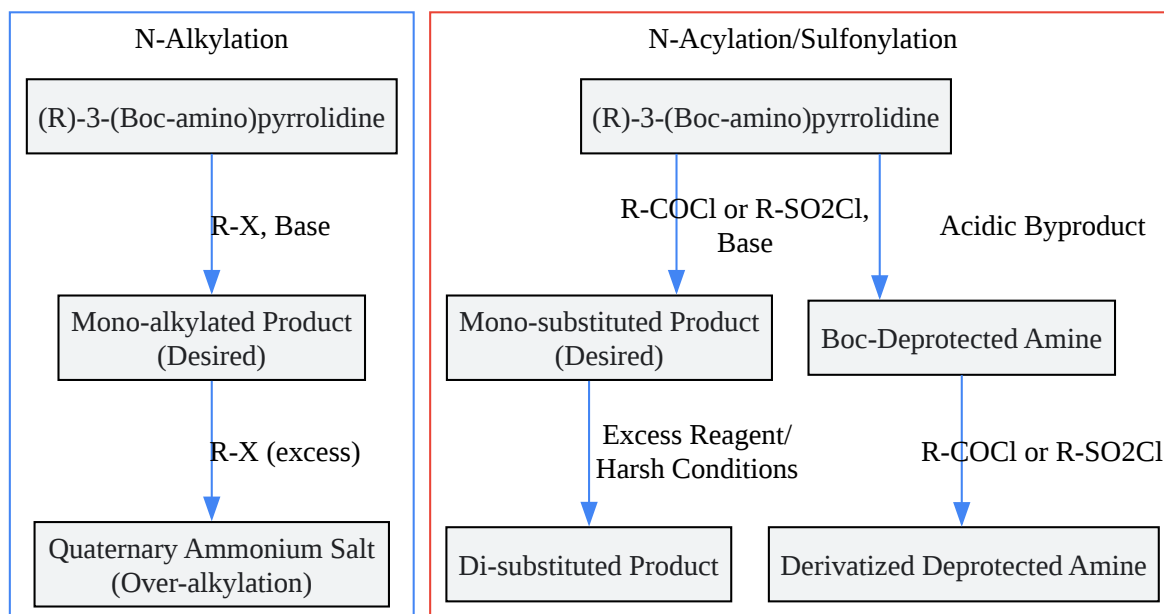 N-Alkylation
(R)-3-(Boc-amino)pyrrolidine
R-X, Base
Mono-alkylated Product
(Desired)
R-X (excess)
Quaternary Ammonium Salt
(Over-alkylation)
N-Acylation/Sulfonylation
(R)-3-(Boc-amino)pyrrolidine
R-COCl or R-SO2Cl,
Base
Acidic Byproduct
Mono-substituted Product
(Desired)
Boc-Deprotected Amine
Excess Reagent/
Harsh Conditions
R-COCl or R-SO2Cl
Di-substituted Product
Derivatized Deprotected Amine